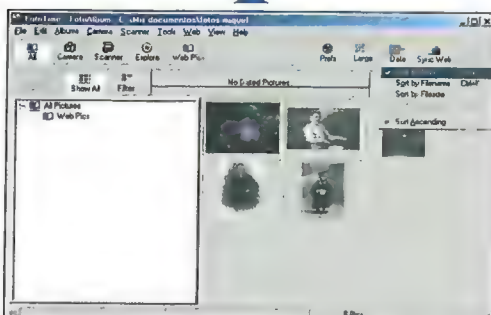 FotoTime FotoAlbum C:\Mis documentos\fotos miguel
File Edit Albums Camera Scanner Tools Web View Help
All Camera Scanner Explore Web Pics Prefs Large Date Sync Web
Show All Filter No Dated Pictures
Sort by Filename
Sort by Filesize
Sort Ascending
All Pictures
Web Pics